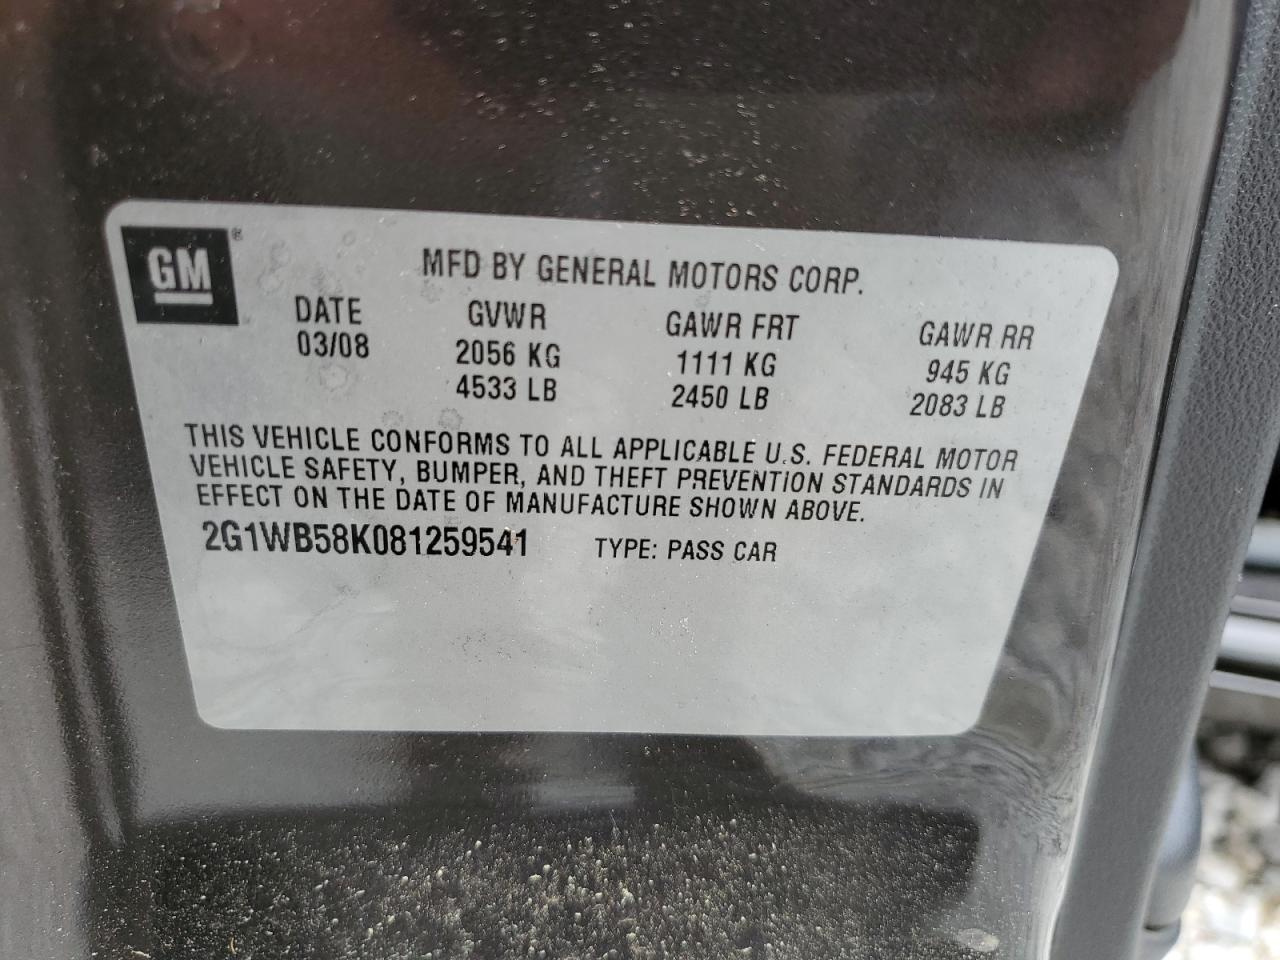 GM®
MFD BY GENERAL MOTORS CORP.
DATE GVWR GAWR FRT GAWR RR
03/08 2056 KG 1111 KG 945 KG
4533 LB 2450 LB 2083 LB
THIS VEHICLE CONFORMS TO ALL APPLICABLE U.S. FEDERAL MOTOR
VEHICLE SAFETY, BUMPER, AND THEFT PREVENTION STANDARDS IN
EFFECT ON THE DATE OF MANUFACTURE SHOWN ABOVE.
2G1WB58K081259541 TYPE: PASS CAR